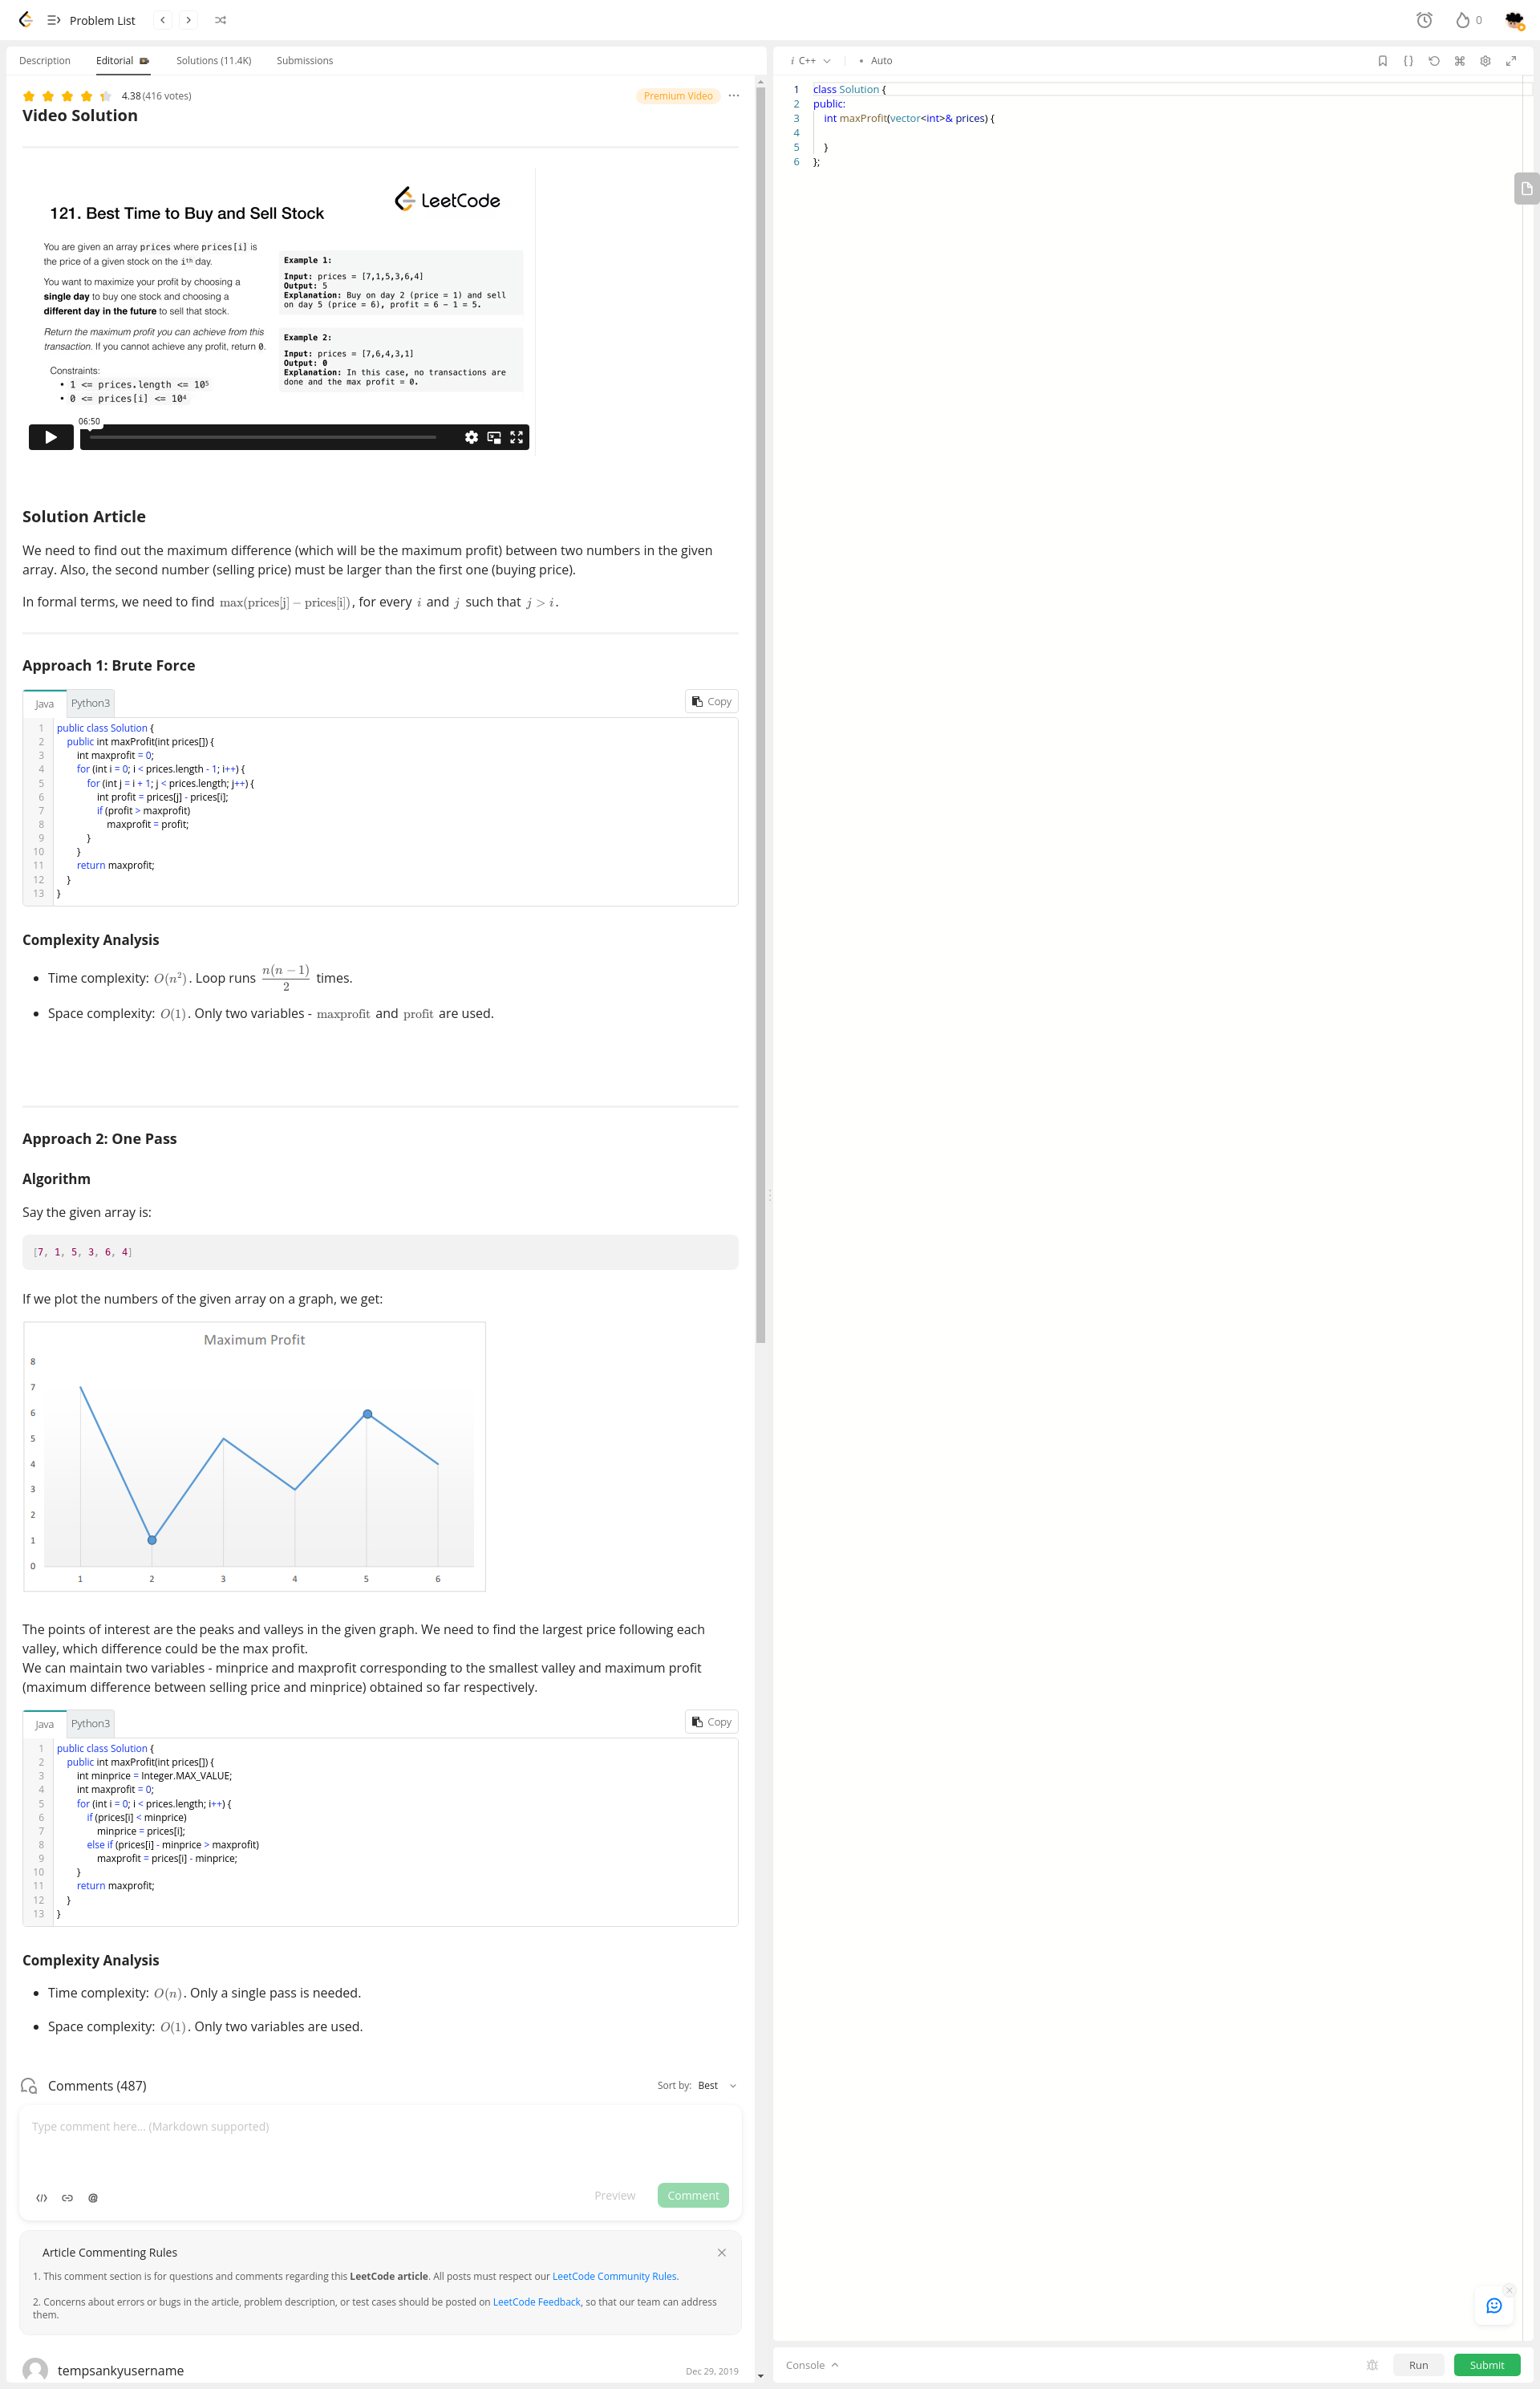 Problem List
0
Description Editorial Solutions (11.4K) Submissions
4.38 (416 votes) Premium Video
Video Solution
LeetCode
121. Best Time to Buy and Sell Stock
You are given an array prices where prices[i] is
the price of a given stock on the iᵗʰ day.
You want to maximize your profit by choosing a
single day to buy one stock and choosing a
different day in the future to sell that stock.
Return the maximum profit you can achieve from this
transaction. If you cannot achieve any profit, return 0.
Constraints:
• 1 <= prices.length <= 10⁵
• 0 <= prices[i] <= 10⁴
Example 1:
Input: prices = [7,1,5,3,6,4]
Output: 5
Explanation: Buy on day 2 (price = 1) and sell
on day 5 (price = 6), profit = 6 − 1 = 5.
Example 2:
Input: prices = [7,6,4,3,1]
Output: 0
Explanation: In this case, no transactions are
done and the max profit = 0.
06:50
Solution Article
We need to find out the maximum difference (which will be the maximum profit) between two numbers in the given
array. Also, the second number (selling price) must be larger than the first one (buying price).
In formal terms, we need to find max(prices[j] − prices[i]), for every i and j such that j > i.
Approach 1: Brute Force
Java Python3 Copy
1 public class Solution {
2 public int maxProfit(int prices[]) {
3 int maxprofit = 0;
4 for (int i = 0; i < prices.length - 1; i++) {
5 for (int j = i + 1; j < prices.length; j++) {
6 int profit = prices[j] - prices[i];
7 if (profit > maxprofit)
8 maxprofit = profit;
9 }
10 }
11 return maxprofit;
12 }
13 }
Complexity Analysis
• Time complexity: O(n²). Loop runs n(n − 1)/2 times.
• Space complexity: O(1). Only two variables - maxprofit and profit are used.
Approach 2: One Pass
Algorithm
Say the given array is:
[7, 1, 5, 3, 6, 4]
If we plot the numbers of the given array on a graph, we get:
Maximum Profit
8
7
6
5
4
3
2
1
0
1 2 3 4 5 6
The points of interest are the peaks and valleys in the given graph. We need to find the largest price following each
valley, which difference could be the max profit.
We can maintain two variables - minprice and maxprofit corresponding to the smallest valley and maximum profit
(maximum difference between selling price and minprice) obtained so far respectively.
Java Python3 Copy
1 public class Solution {
2 public int maxProfit(int prices[]) {
3 int minprice = Integer.MAX_VALUE;
4 int maxprofit = 0;
5 for (int i = 0; i < prices.length; i++) {
6 if (prices[i] < minprice)
7 minprice = prices[i];
8 else if (prices[i] - minprice > maxprofit)
9 maxprofit = prices[i] - minprice;
10 }
11 return maxprofit;
12 }
13 }
Complexity Analysis
• Time complexity: O(n). Only a single pass is needed.
• Space complexity: O(1). Only two variables are used.
Comments (487) Sort by: Best
Type comment here... (Markdown supported)
Preview Comment
Article Commenting Rules
1. This comment section is for questions and comments regarding this LeetCode article. All posts must respect our LeetCode Community Rules.
2. Concerns about errors or bugs in the article, problem description, or test cases should be posted on LeetCode Feedback, so that our team can address
them.
tempsankyusername Dec 29, 2019
i C++ • Auto
1 class Solution {
2 public:
3 int maxProfit(vector<int>& prices) {
4
5 }
6 };
Console Run Submit